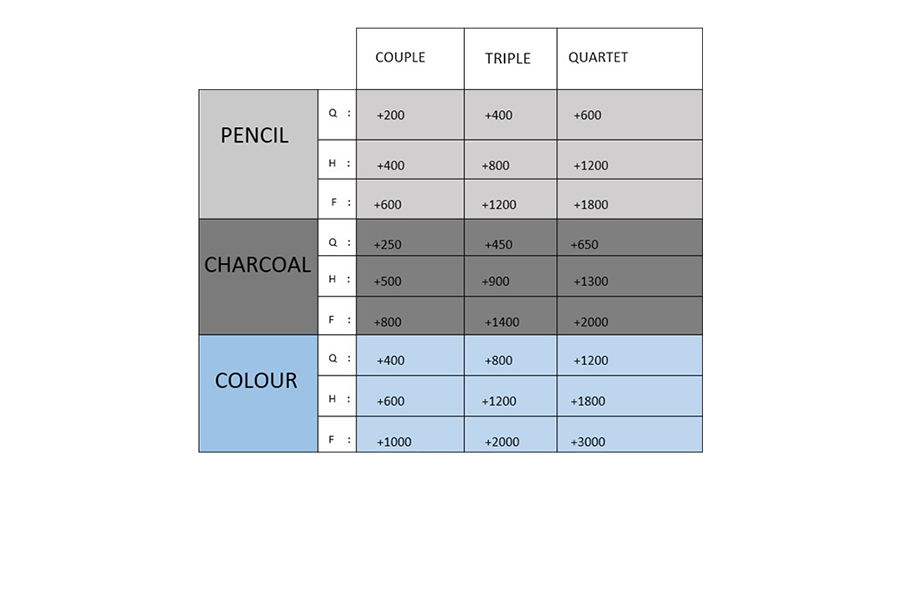 COUPLE TRIPLE QUARTET
PENCIL
Q : +200 +400 +600
H : +400 +800 +1200
F : +600 +1200 +1800
CHARCOAL
Q : +250 +450 +650
H : +500 +900 +1300
F : +800 +1400 +2000
COLOUR
Q : +400 +800 +1200
H : +600 +1200 +1800
F : +1000 +2000 +3000